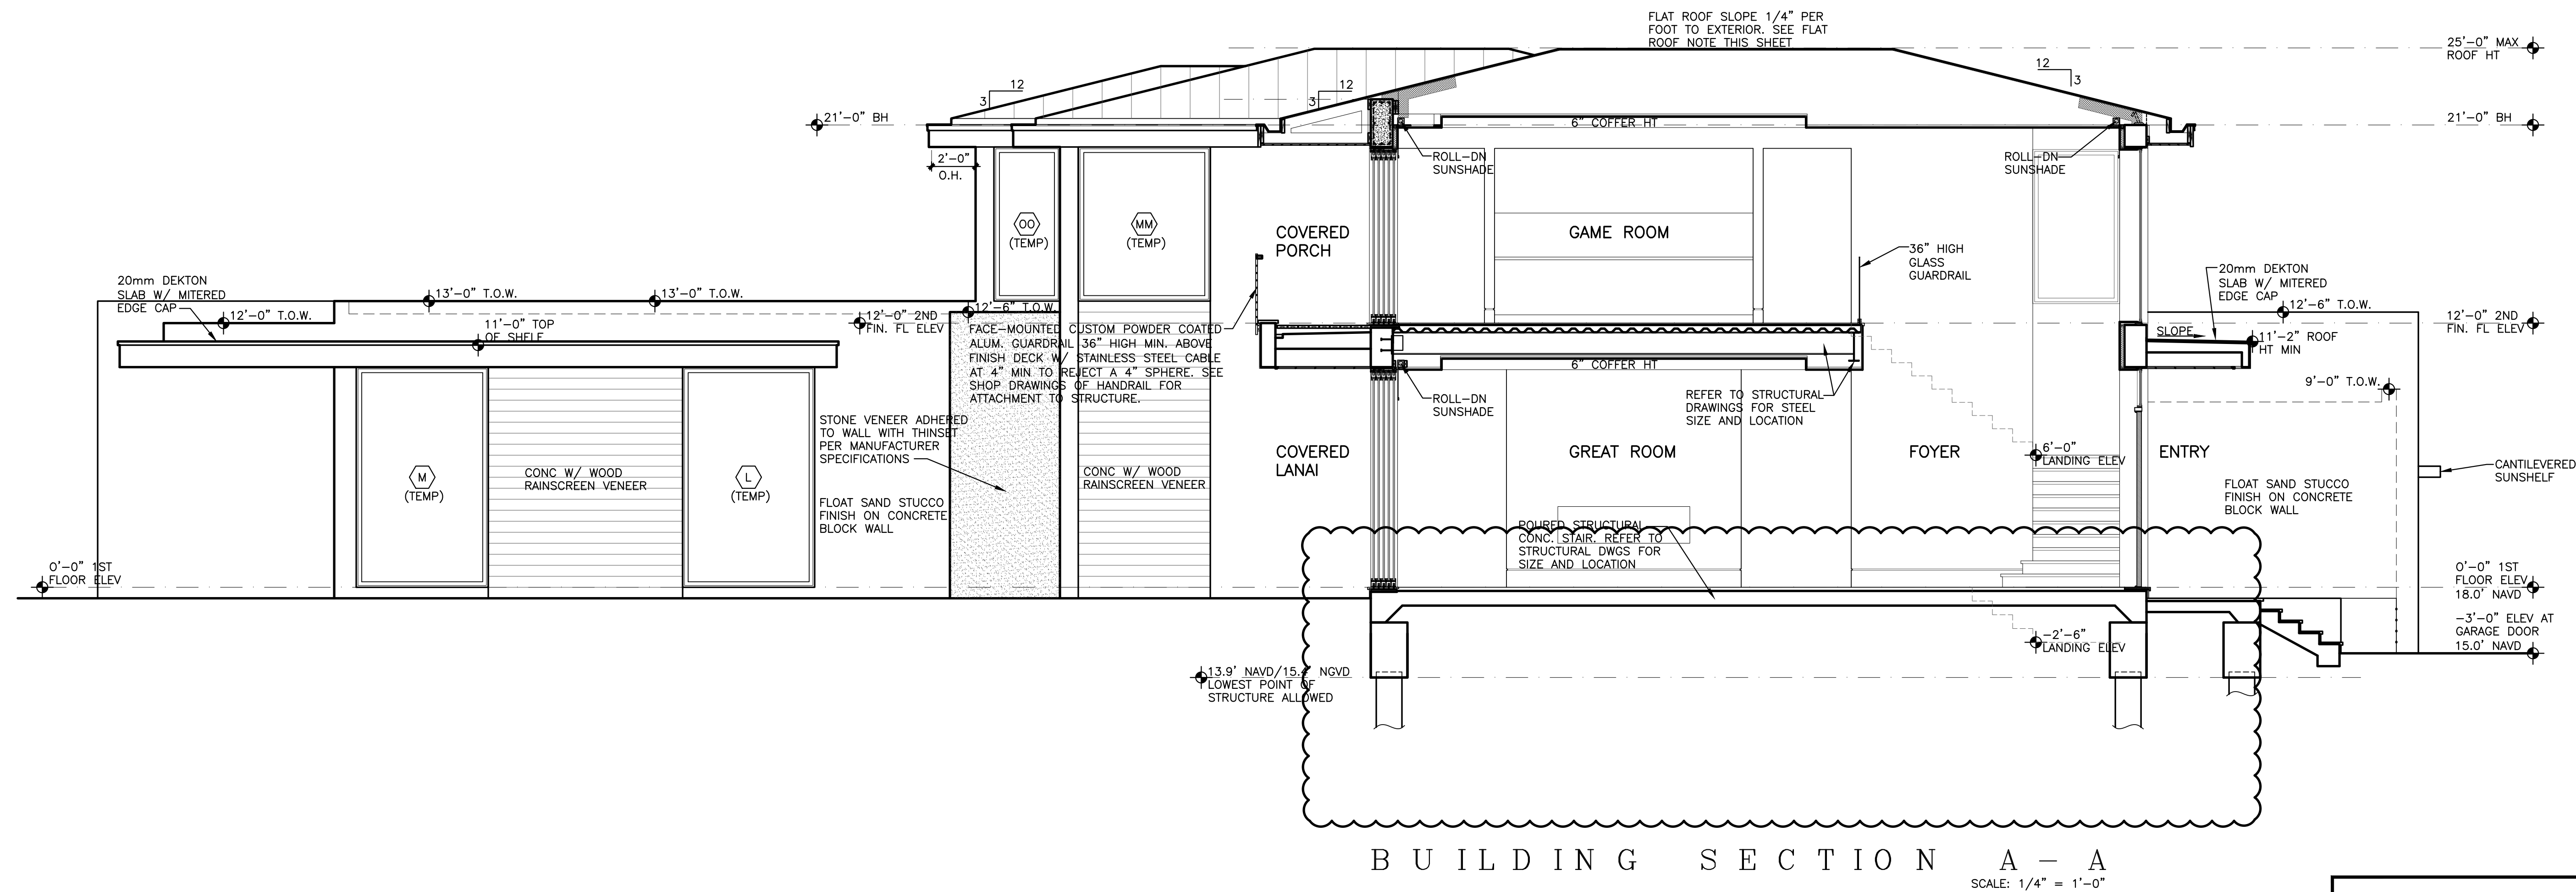 FLAT ROOF SLOPE 1/4" PER
FOOT TO EXTERIOR. SEE FLAT
ROOF NOTE THIS SHEET
25'-0" MAX
ROOF HT
12
3
12
3
12
3
21'-0" BH
21'-0" BH
6" COFFER HT
2'-0"
O.H.
ROLL-DN
SUNSHADE
ROLL-DN
SUNSHADE
OO
(TEMP)
MM
(TEMP)
COVERED
PORCH
GAME ROOM
36" HIGH
GLASS
GUARDRAIL
20mm DEKTON
SLAB W/ MITERED
EDGE CAP
12'-0" T.O.W.
13'-0" T.O.W.
13'-0" T.O.W.
11'-0" TOP
OF SHELF
12'-0" 2ND
FIN. FL ELEV
12'-6" T.O.W.
FACE-MOUNTED CUSTOM POWDER COATED
ALUM. GUARDRAIL 36" HIGH MIN. ABOVE
FINISH DECK W/ STAINLESS STEEL CABLE
AT 4" MIN TO REJECT A 4" SPHERE. SEE
SHOP DRAWINGS OF HANDRAIL FOR
ATTACHMENT TO STRUCTURE.
20mm DEKTON
SLAB W/ MITERED
EDGE CAP
12'-6" T.O.W.
SLOPE
11'-2" ROOF
HT MIN
12'-0" 2ND
FIN. FL ELEV
9'-0" T.O.W.
6" COFFER HT
ROLL-DN
SUNSHADE
REFER TO STRUCTURAL
DRAWINGS FOR STEEL
SIZE AND LOCATION
STONE VENEER ADHERED
TO WALL WITH THINSET
PER MANUFACTURER
SPECIFICATIONS
M
(TEMP)
CONC W/ WOOD
RAINSCREEN VENEER
L
(TEMP)
FLOAT SAND STUCCO
FINISH ON CONCRETE
BLOCK WALL
CONC W/ WOOD
RAINSCREEN VENEER
COVERED
LANAI
GREAT ROOM
FOYER
6'-0"
LANDING ELEV
ENTRY
CANTILEVERED
SUNSHELF
FLOAT SAND STUCCO
FINISH ON CONCRETE
BLOCK WALL
POURED STRUCTURAL
CONC. STAIR. REFER TO
STRUCTURAL DWGS FOR
SIZE AND LOCATION
0'-0" 1ST
FLOOR ELEV
0'-0" 1ST
FLOOR ELEV
18.0' NAVD
-3'-0" ELEV AT
GARAGE DOOR
15.0' NAVD
-2'-6"
LANDING ELEV
13.9' NAVD/15.4' NGVD
LOWEST POINT OF
STRUCTURE ALLOWED
BUILDING SECTION A-A
SCALE: 1/4" = 1'-0"